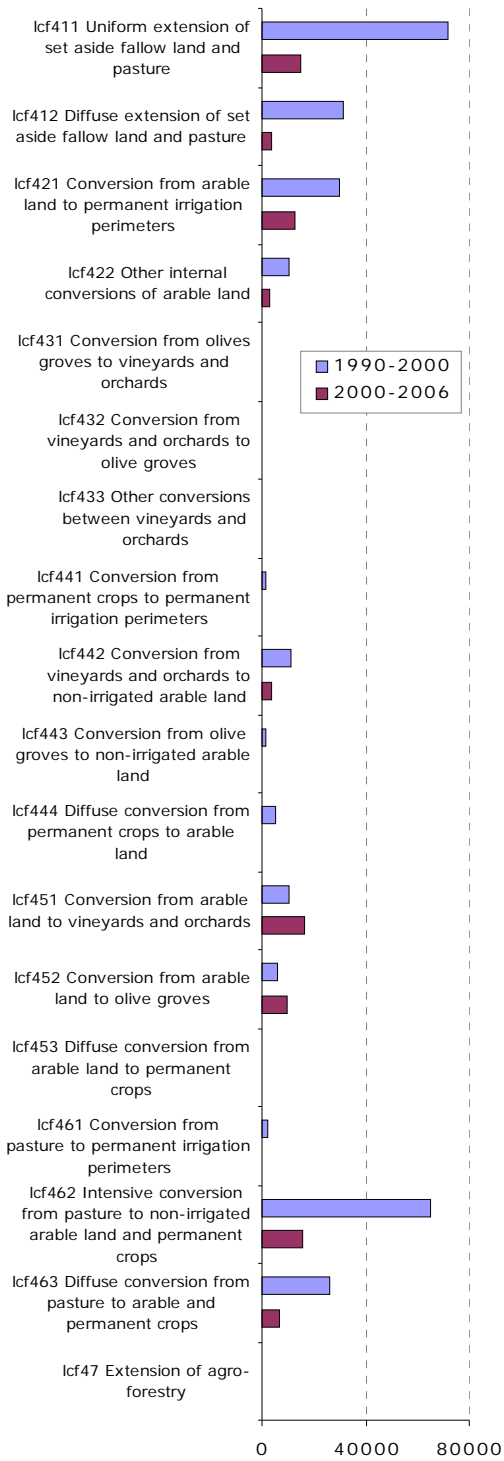 lcf411 Uniform extension of
set aside fallow land and
pasture
lcf412 Diffuse extension of set
aside fallow land and pasture
lcf421 Conversion from arable
land to permanent irrigation
perimeters
lcf422 Other internal
conversions of arable land
lcf431 Conversion from olives
groves to vineyards and
orchards
1990-2000
2000-2006
lcf432 Conversion from
vineyards and orchards to
olive groves
lcf433 Other conversions
between vineyards and
orchards
lcf441 Conversion from
permanent crops to permanent
irrigation perimeters
lcf442 Conversion from
vineyards and orchards to
non-irrigated arable land
lcf443 Conversion from olive
groves to non-irrigated arable
land
lcf444 Diffuse conversion from
permanent crops to arable
land
lcf451 Conversion from arable
land to vineyards and orchards
lcf452 Conversion from arable
land to olive groves
lcf453 Diffuse conversion from
arable land to permanent
crops
lcf461 Conversion from
pasture to permanent irrigation
perimeters
lcf462 Intensive conversion
from pasture to non-irrigated
arable land and permanent
crops
lcf463 Diffuse conversion from
pasture to arable and
permanent crops
lcf47 Extension of agro-
forestry
0 40000 80000